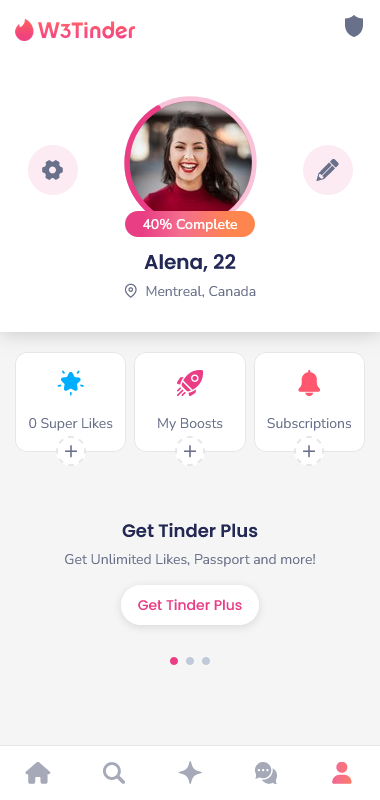 W3Tinder
40% Complete
Alena, 22
Mentreal, Canada
0 Super Likes
My Boosts
Subscriptions
Get Tinder Plus
Get Unlimited Likes, Passport and more!
Get Tinder Plus